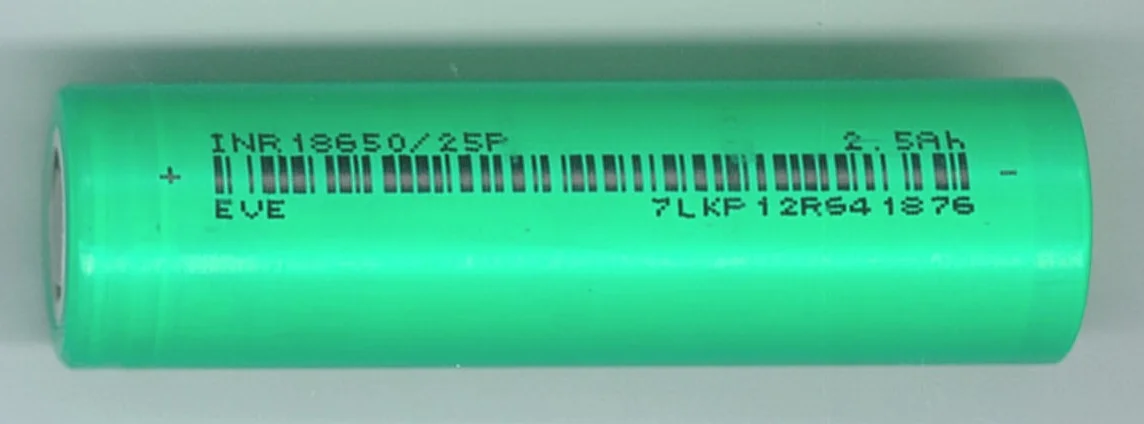 INR18650/25P 2.5Ah
+ -
EVE 7LKP12R641876